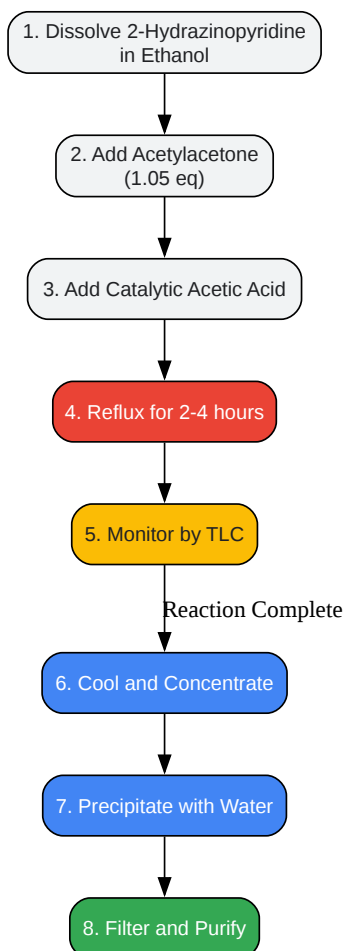 1. Dissolve 2-Hydrazinopyridine
in Ethanol
2. Add Acetylacetone
(1.05 eq)
3. Add Catalytic Acetic Acid
4. Reflux for 2-4 hours
5. Monitor by TLC
Reaction Complete
6. Cool and Concentrate
7. Precipitate with Water
8. Filter and Purify